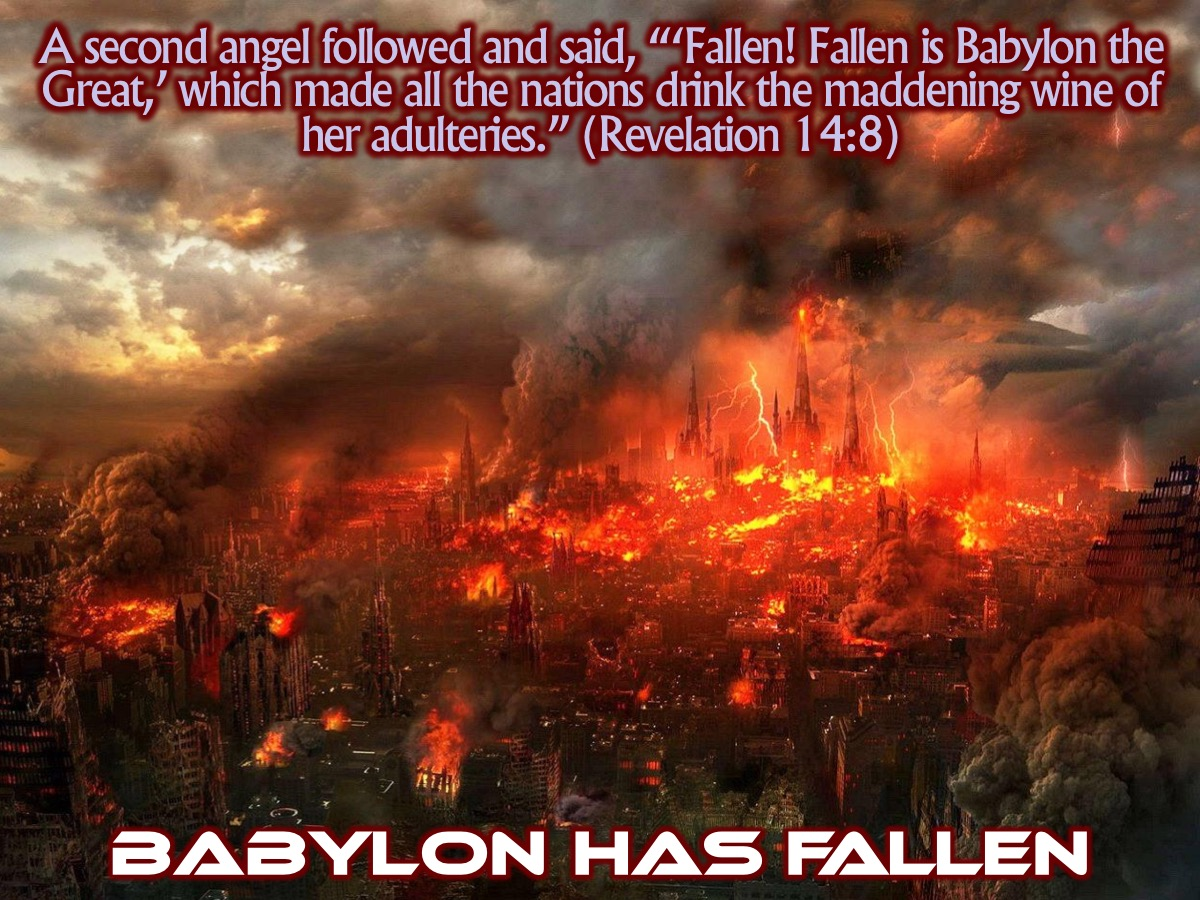 A second angel followed and said, “‘Fallen! Fallen is Babylon the
Great,’ which made all the nations drink the maddening wine of
her adulteries.” (Revelation 14:8)
BABYLON HAS FALLEN